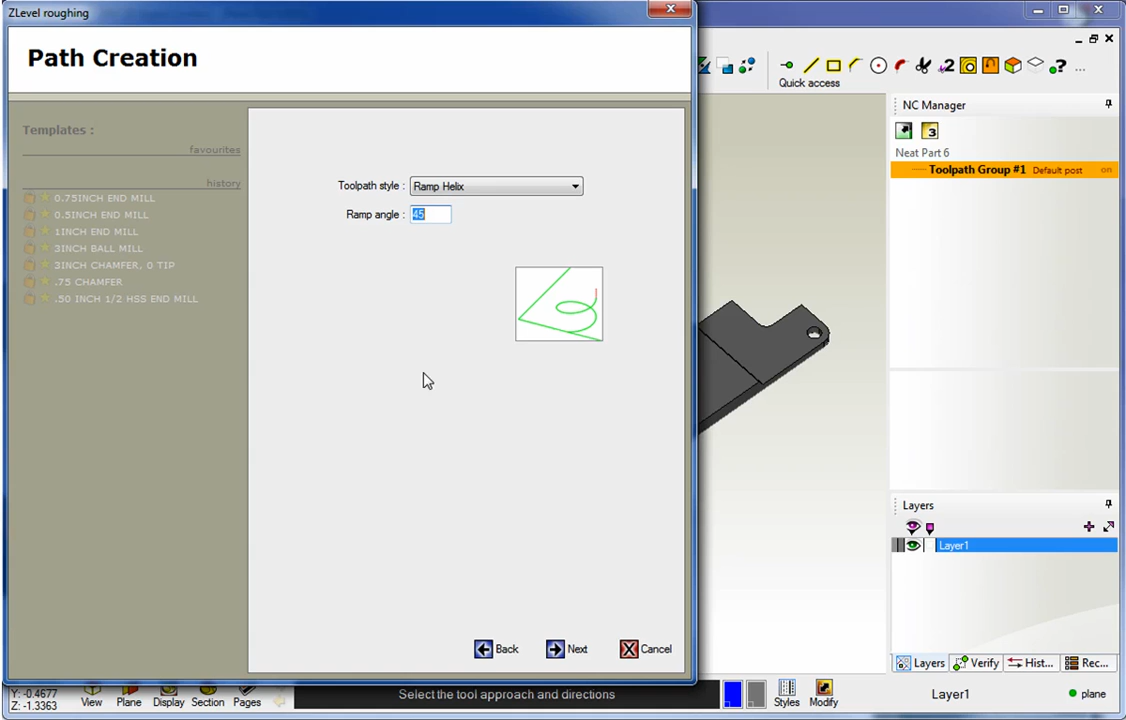 ZLevel roughing
Path Creation
Templates :
favourites
history
0.75INCH END MILL
0.5INCH END MILL
1INCH END MILL
3INCH BALL MILL
3INCH CHAMFER, 0 TIP
.75 CHAMFER
.50 INCH 1/2 HSS END MILL
Toolpath style : Ramp Helix
Ramp angle : 45
Back Next Cancel
Quick access
NC Manager
3
Neat Part 6
Toolpath Group #1 Default post on
Layers
Layer1
Layers Verify Hist... Rec...
Y: -0.4677
Z: -1.3363
View Plane Display Section Pages
Select the tool approach and directions
Styles Modify
Layer1
plane